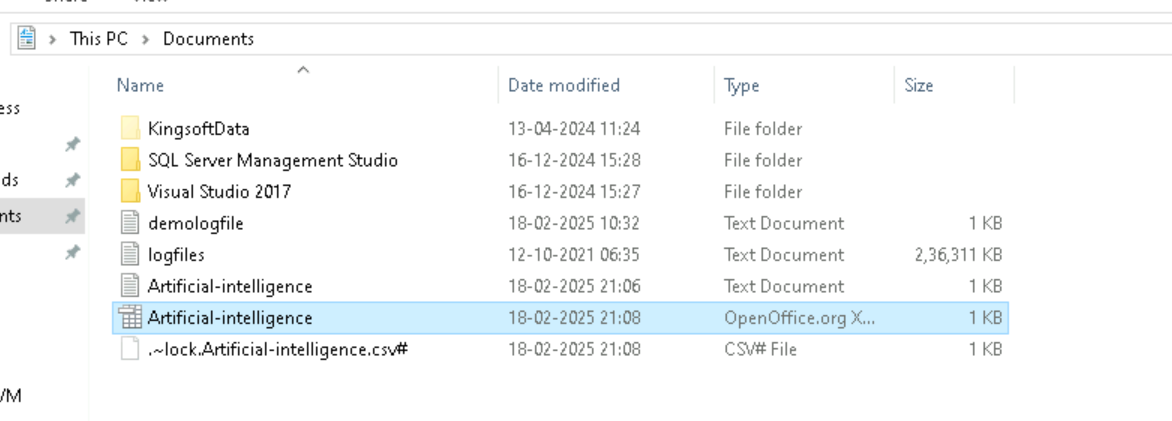 This PC > Documents
Name Date modified Type Size
ess
KingsoftData 13-04-2024 11:24 File folder
SQL Server Management Studio 16-12-2024 15:28 File folder
ds
Visual Studio 2017 16-12-2024 15:27 File folder
nts
demologfile 18-02-2025 10:32 Text Document 1 KB
logfiles 12-10-2021 06:35 Text Document 2,36,311 KB
Artificial-intelligence 18-02-2025 21:06 Text Document 1 KB
Artificial-intelligence 18-02-2025 21:08 OpenOffice.org X... 1 KB
.~lock.Artificial-intelligence.csv# 18-02-2025 21:08 CSV# File 1 KB
/M